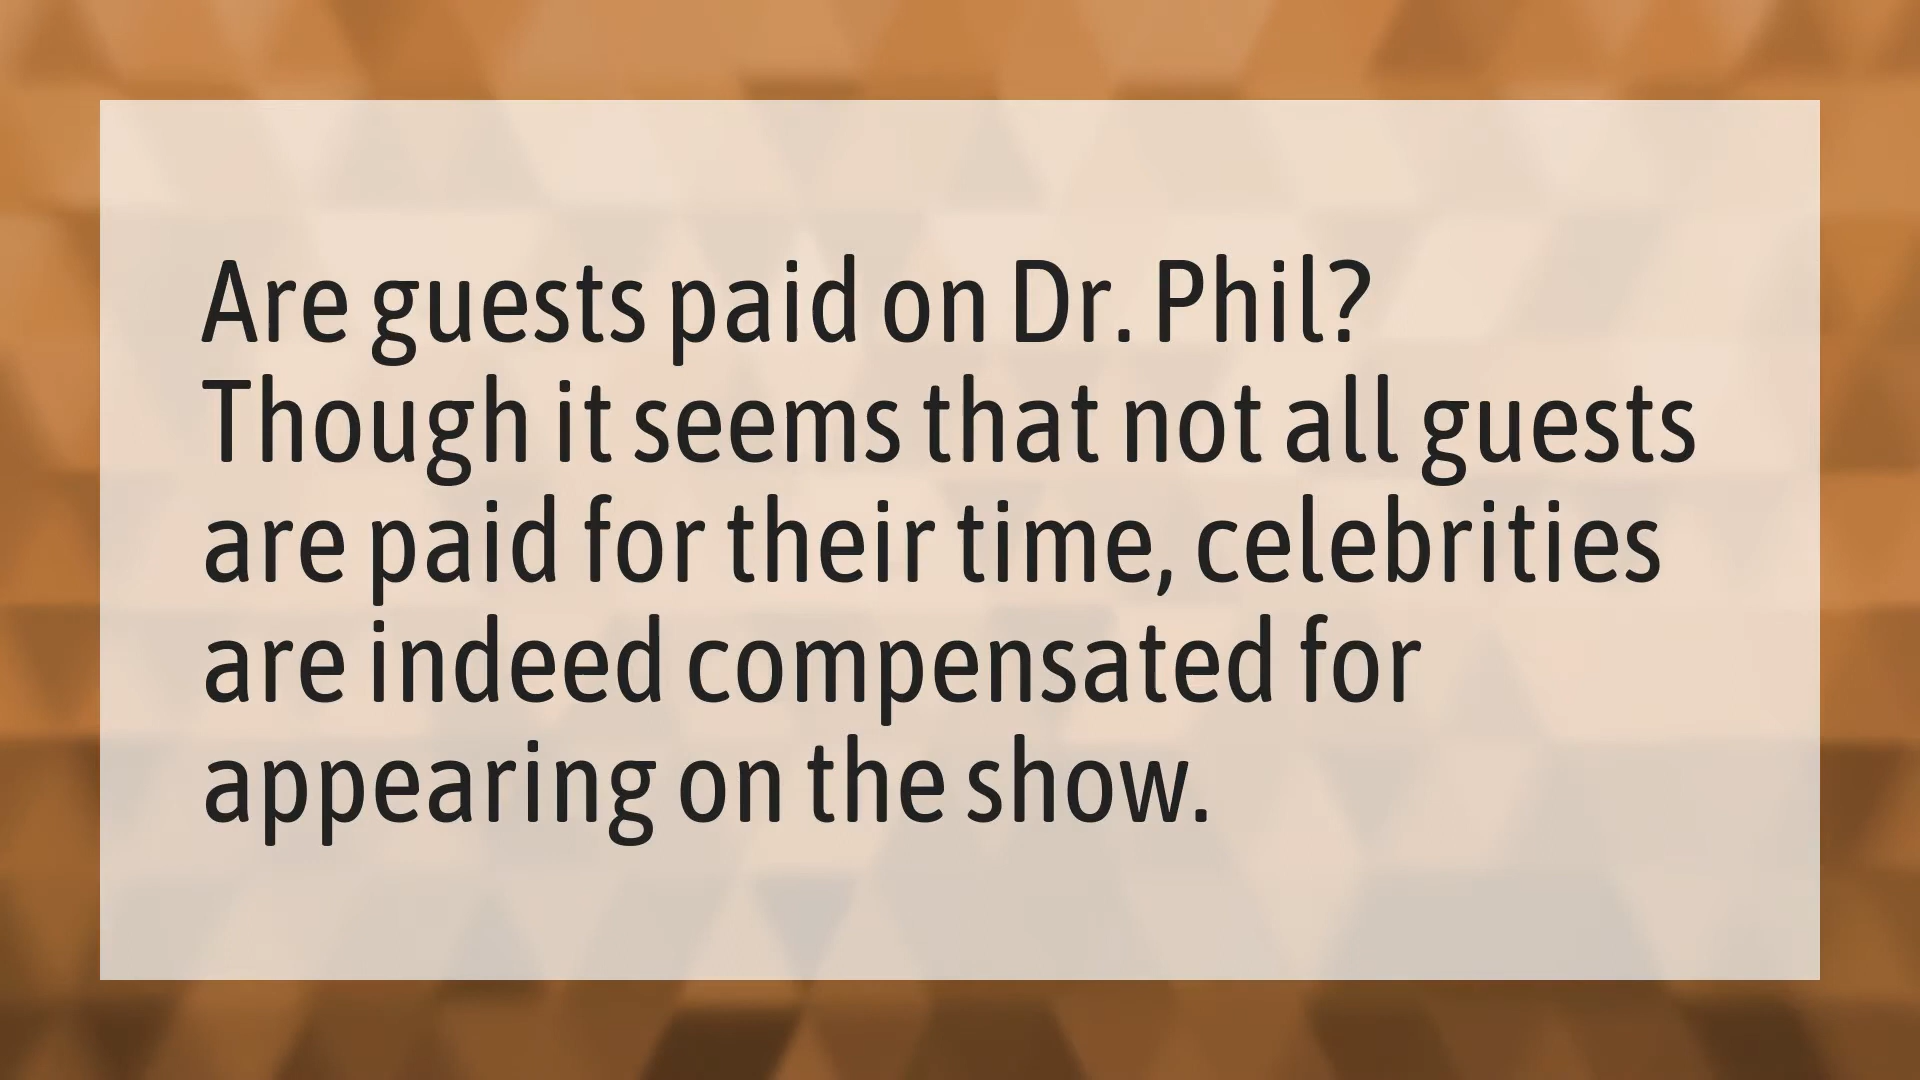 Are guests paid on Dr. Phil?
Though it seems that not all guests
are paid for their time, celebrities
are indeed compensated for
appearing on the show.